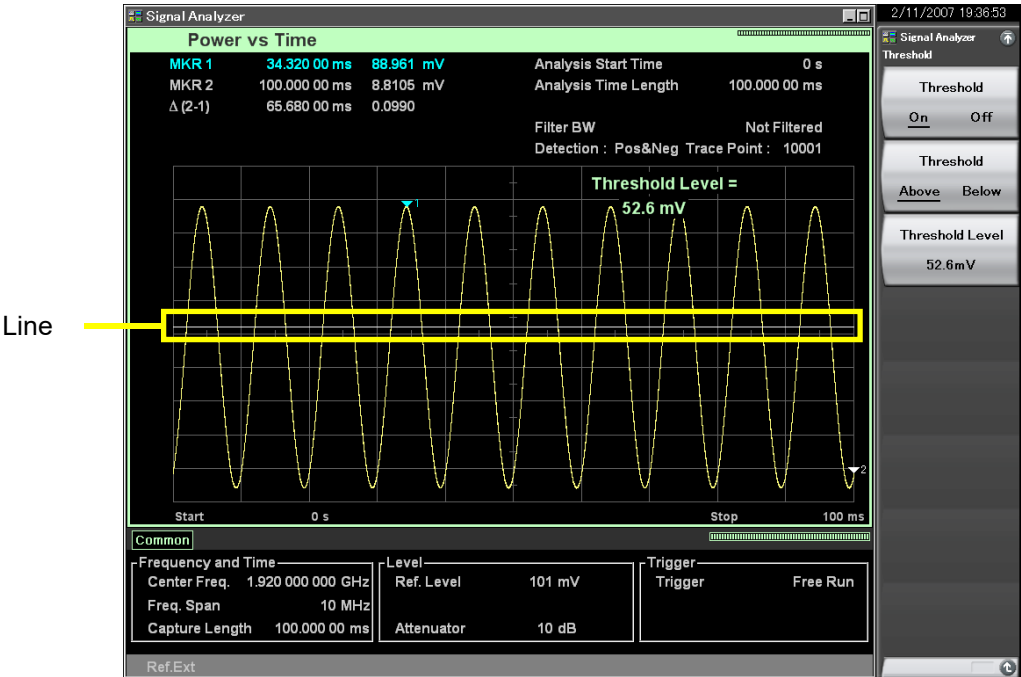 Signal Analyzer
2/11/2007 19:36:53
Power vs Time
MKR 1 34.320 00 ms 88.961 mV
MKR 2 100.000 00 ms 8.8105 mV
Δ (2-1) 65.680 00 ms 0.0990
Analysis Start Time 0 s
Analysis Time Length 100.000 00 ms
Filter BW Not Filtered
Detection : Pos&Neg Trace Point : 10001
Threshold Level =
52.6 mV
1
2
Line
Start 0 s Stop 100 ms
Common
Frequency and Time
Center Freq. 1.920 000 000 GHz
Freq. Span 10 MHz
Capture Length 100.000 00 ms
Level
Ref. Level 101 mV
Attenuator 10 dB
Trigger
Trigger Free Run
Ref.Ext
Signal Analyzer
Threshold
Threshold
On Off
Threshold
Above Below
Threshold Level
52.6mV